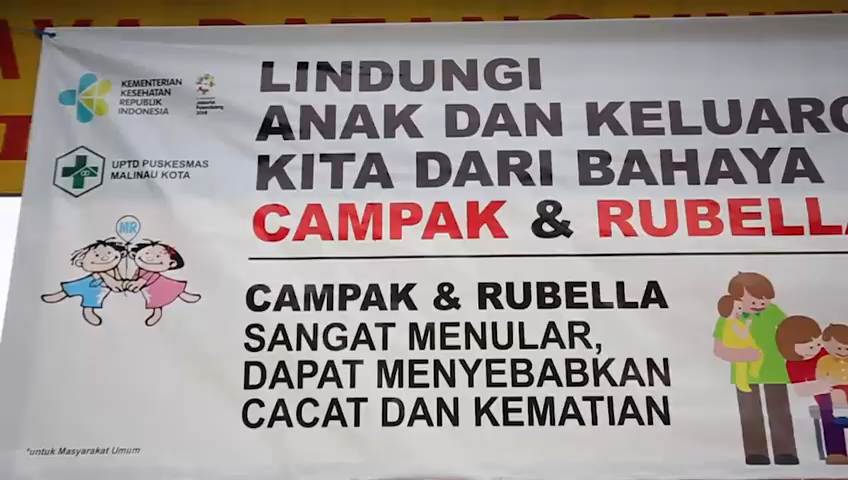 KEMENTERIAN
KESEHATAN
REPUBLIK
INDONESIA
UPTD PUSKESMAS
MALINAU KOTA
MR
LINDUNGI
ANAK DAN KELUARG
KITA DARI BAHAYA
CAMPAK & RUBELLA
CAMPAK & RUBELLA
SANGAT MENULAR,
DAPAT MENYEBABKAN
CACAT DAN KEMATIAN
*untuk Masyarakat Umum